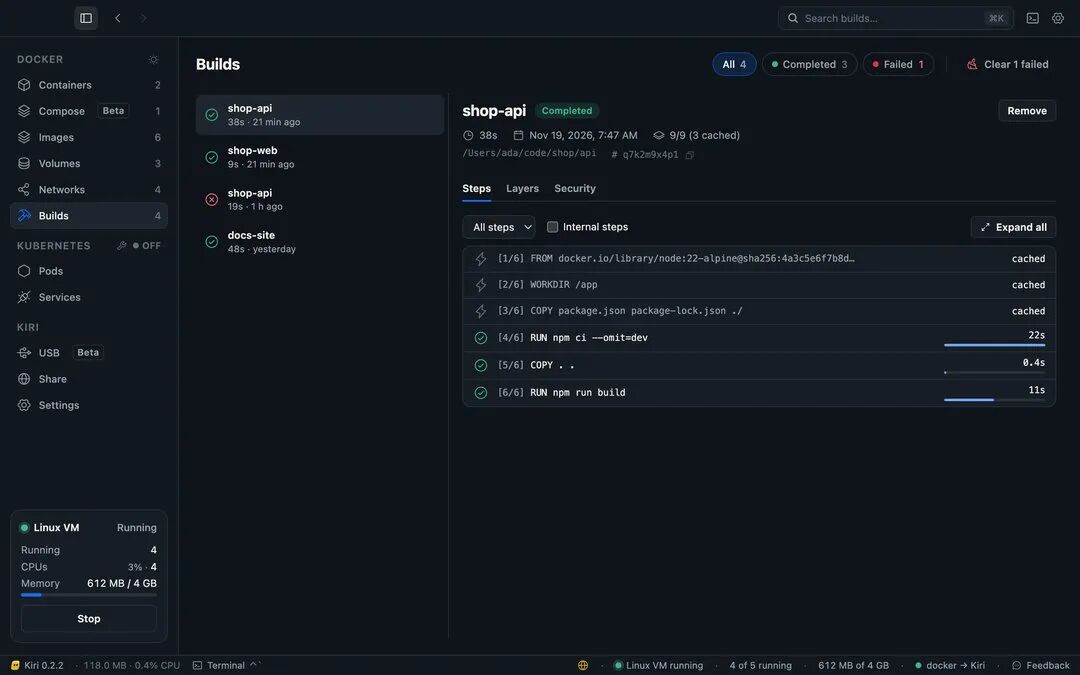 Search builds...
⌘K
DOCKER
Containers 2
Compose Beta 1
Images 6
Volumes 3
Networks 4
Builds 4
KUBERNETES OFF
Pods
Services
KIRI
USB Beta
Share
Settings
Linux VM Running
Running 4
CPUs 3% · 4
Memory 612 MB / 4 GB
Stop
Builds
All 4
Completed 3
Failed 1
Clear 1 failed
shop-api
38s · 21 min ago
shop-web
9s · 21 min ago
shop-api
19s · 1 h ago
docs-site
48s · yesterday
shop-api Completed
Remove
38s Nov 19, 2026, 7:47 AM 9/9 (3 cached)
/Users/ada/code/shop/api # q7k2m9x4p1
Steps Layers Security
All steps Internal steps Expand all
[1/6] FROM docker.io/library/node:22-alpine@sha256:4a3c5e6f7b8d… cached
[2/6] WORKDIR /app cached
[3/6] COPY package.json package-lock.json ./ cached
[4/6] RUN npm ci --omit=dev 22s
[5/6] COPY . . 0.4s
[6/6] RUN npm run build 11s
Kiri 0.2.2 · 118.0 MB · 0.4% CPU Terminal · Linux VM running · 4 of 5 running · 612 MB of 4 GB · docker → Kiri · Feedback